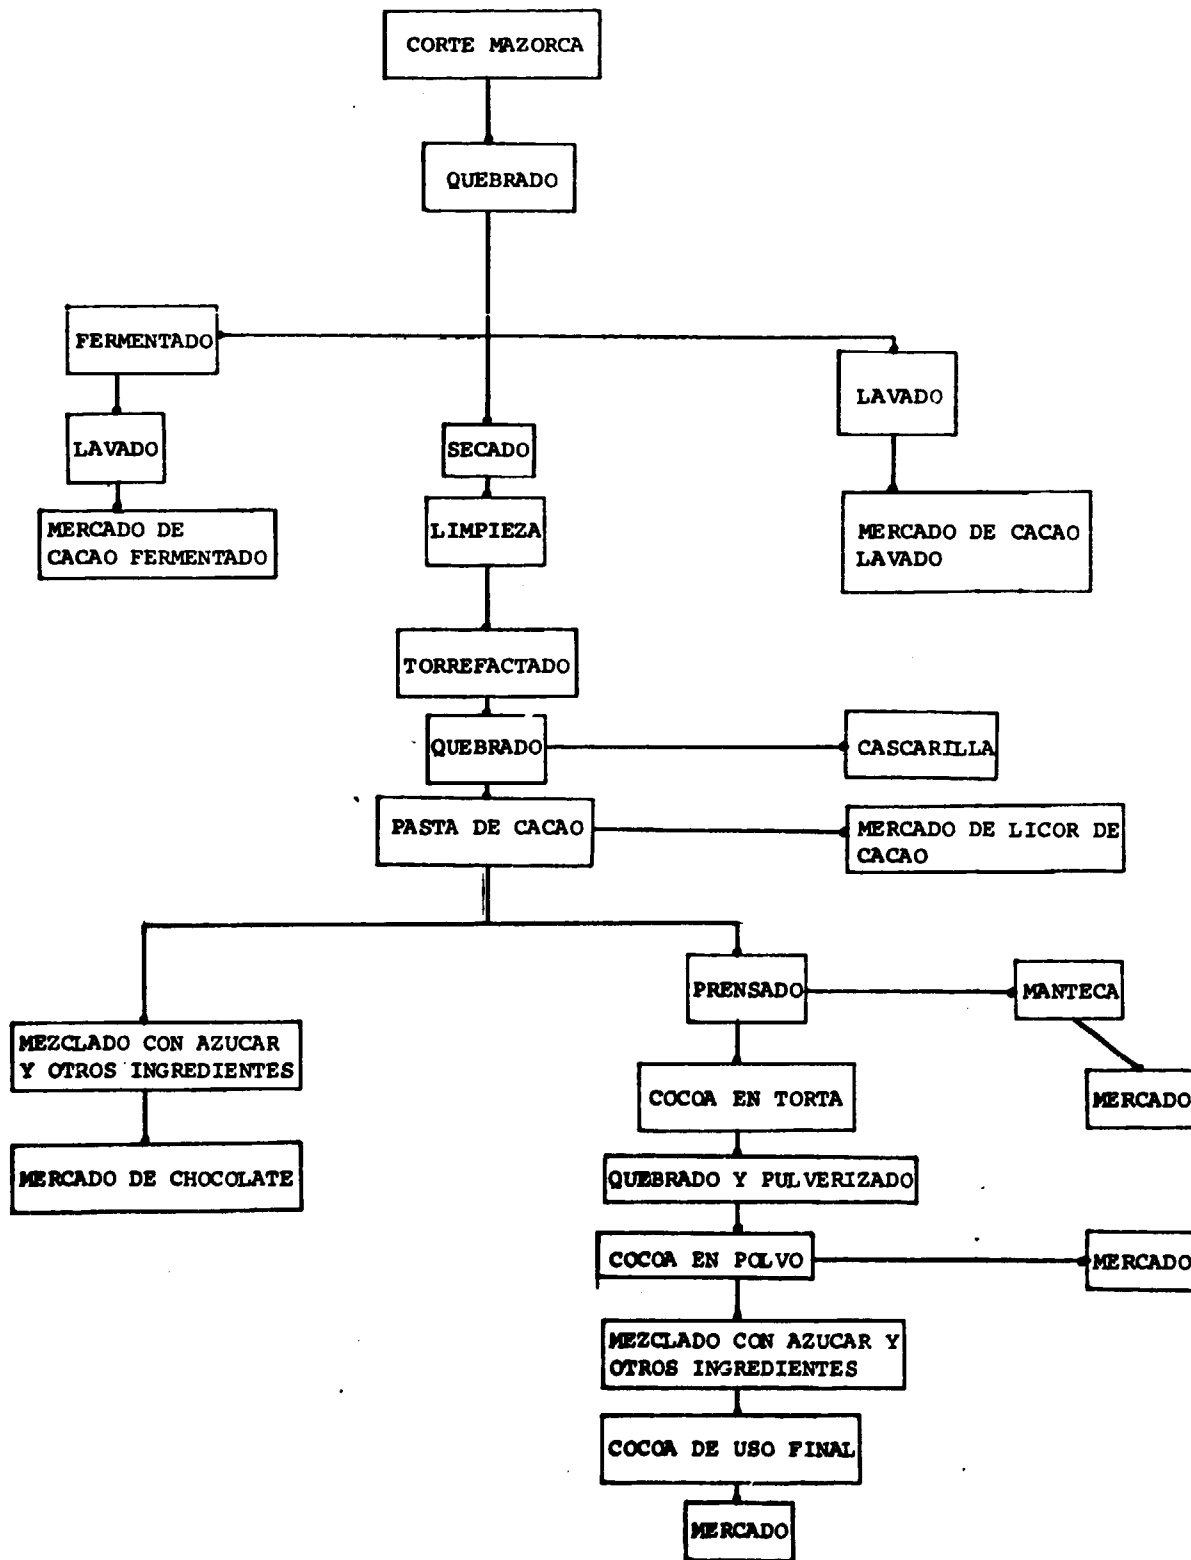 CORTE MAZORCA
QUEBRADO
FERMENTADO
LAVADO
LAVADO
SECADO
MERCADO DE
CACAO FERMENTADO
LIMPIEZA
MERCADO DE CACAO
LAVADO
TORREFACTADO
QUEBRADO
CASCARILLA
PASTA DE CACAO
MERCADO DE LICOR DE
CACAO
PRENSADO
MANTECA
MEZCLADO CON AZUCAR
Y OTROS INGREDIENTES
COCOA EN TORTA
MERCADO
MERCADO DE CHOCOLATE
QUEBRADO Y PULVERIZADO
COCOA EN POLVO
MERCADO
MEZCLADO CON AZUCAR Y
OTROS INGREDIENTES
COCOA DE USO FINAL
MERCADO